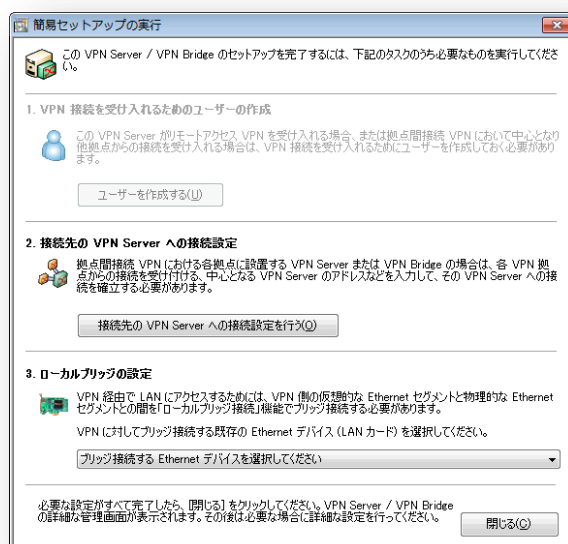 簡易セットアップの実行
この VPN Server / VPN Bridge のセットアップを完了するには、下記のタスクのうち必要なものを実行してくださ
い。
1. VPN 接続を受け入れるためのユーザーの作成
この VPN Server がリモートアクセス VPN を受け入れる場合、または拠点間接続 VPN において中心となり
他拠点からの接続を受け入れる場合は、VPN 接続を受け入れるためにユーザーを作成しておく必要があり
ます。
ユーザーを作成する(U)
2. 接続先の VPN Server への接続設定
拠点間接続 VPN における各拠点に設置する VPN Server または VPN Bridge の場合は、各 VPN 拠
点からの接続を受け付ける、中心となる VPN Server のアドレスなどを入力して、その VPN Server への接
続を確立する必要があります。
接続先の VPN Server への接続設定を行う(O)
3. ローカルブリッジの設定
VPN 経由で LAN にアクセスするためには、VPN 側の仮想的な Ethernet セグメントと物理的な Ethernet
セグメントとの間を「ローカルブリッジ接続」機能でブリッジ接続する必要があります。
VPN に対してブリッジ接続する既存の Ethernet デバイス (LAN カード) を選択してください。
ブリッジ接続する Ethernet デバイスを選択してください
必要な設定がすべて完了したら、[閉じる] をクリックしてください。VPN Server / VPN Bridge
の詳細な管理画面が表示されます。その後は必要な場合に詳細な設定を行ってください。
閉じる(C)